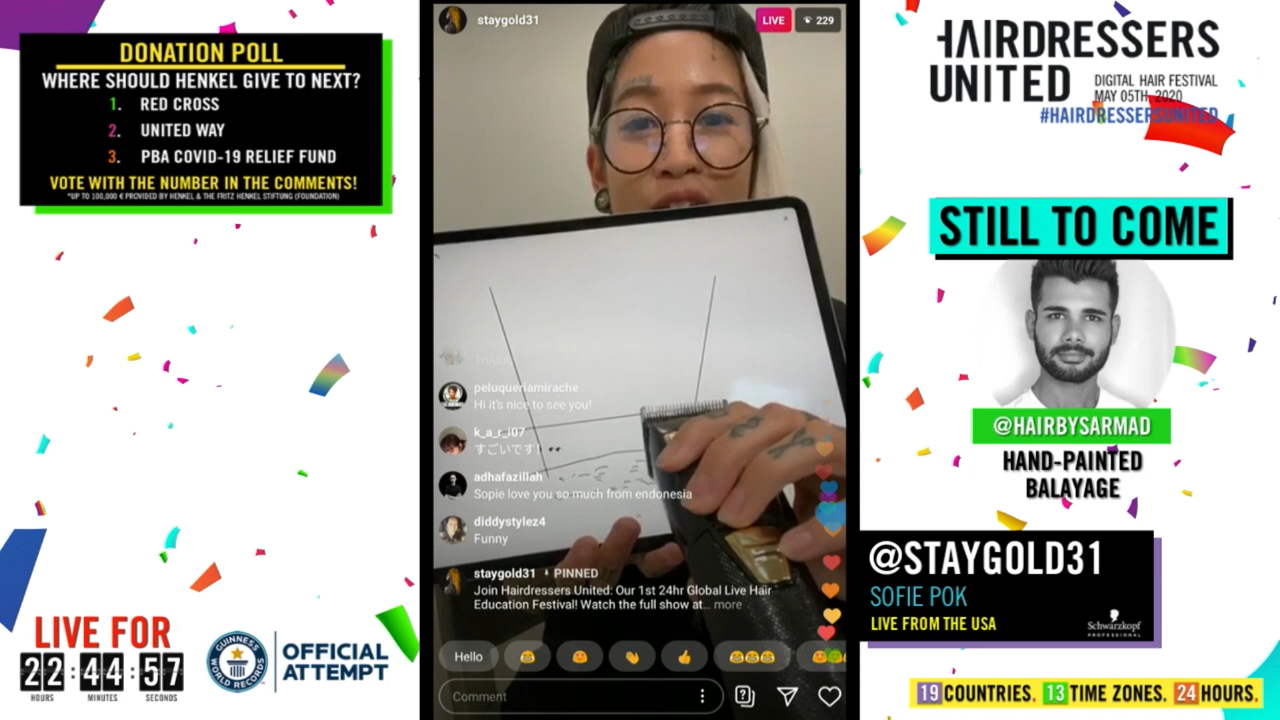 DONATION POLL
WHERE SHOULD HENKEL GIVE TO NEXT?
1. RED CROSS
2. UNITED WAY
3. PBA COVID-19 RELIEF FUND
VOTE WITH THE NUMBER IN THE COMMENTS!
*UP TO 100,000 € PROVIDED BY HENKEL & THE FRITZ HENKEL STIFTUNG (FOUNDATION)
LIVE FOR
22:44:57
HOURS MINUTES SECONDS
GUINNESS WORLD RECORDS
OFFICIAL
ATTEMPT
staygold31
LIVE 229
peluqueriamirache
Hi it's nice to see you!
k_a_r_i07
すごいです! 👀
adhafazillah
Sopie love you so much from endonesia
diddystylez4
Funny
staygold31 PINNED
Join Hairdressers United: Our 1st 24hr Global Live Hair
Education Festival! Watch the full show at... more
Hello
Comment
HAIRDRESSERS
UNITED
DIGITAL HAIR FESTIVAL
MAY 05TH, 2020
#HAIRDRESSERSUNITED
STILL TO COME
@HAIRBYSARMAD
HAND-PAINTED
BALAYAGE
@STAYGOLD31
SOFIE POK
LIVE FROM THE USA
Schwarzkopf
PROFESSIONAL
19 COUNTRIES. 13 TIME ZONES. 24 HOURS.